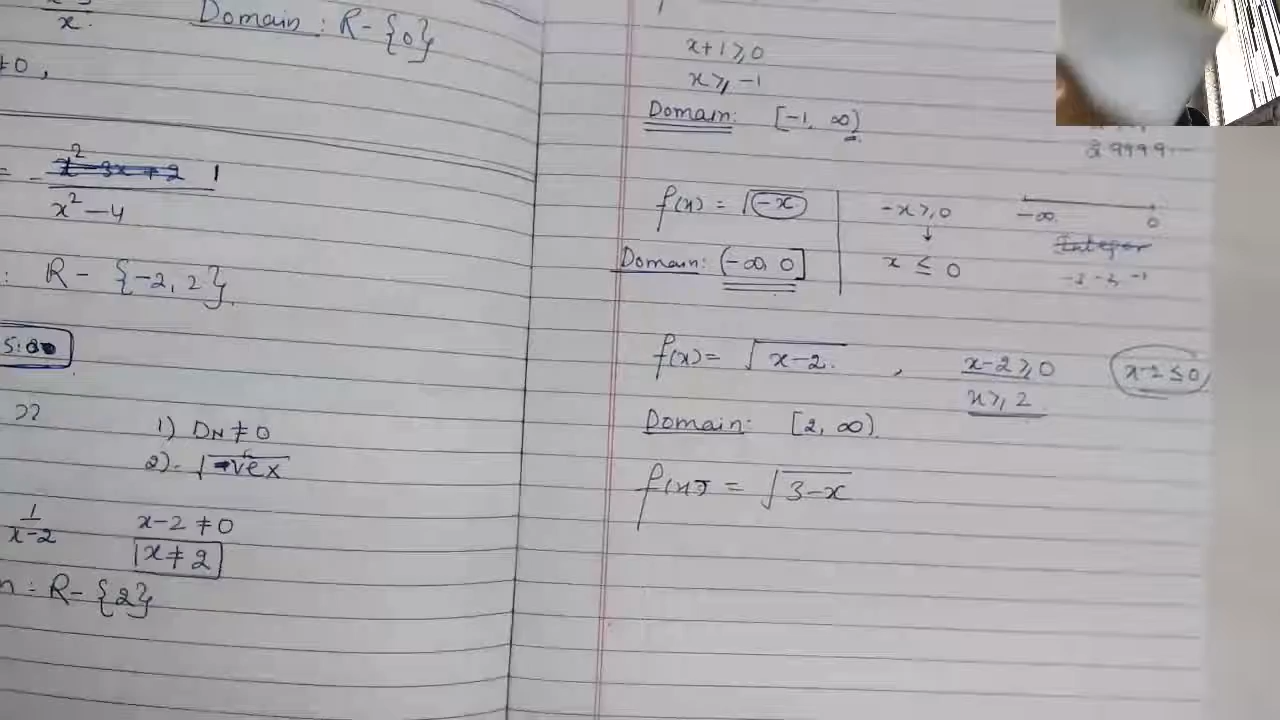 x. Domain : R - {0}
≠0 ,
= x² - 3x + 2 1
x² - 4
: R - {-2, 2}
??
1) DN ≠ 0
2) √-ve x
1
x-2 x-2 ≠ 0
x ≠ 2
n : R - {2}
x+1 ≥ 0
x ≥ -1
Domain: [-1, ∞)
f(x) = √-x -x ≥ 0 -∞ 0
Integer
Domain: (-∞, 0] x ≤ 0 -3 -1
f(x) = √x-2 , x-2 ≥ 0 x-2 ≤ 0
x ≥ 2
Domain: [2, ∞)
f(x) = √3-x